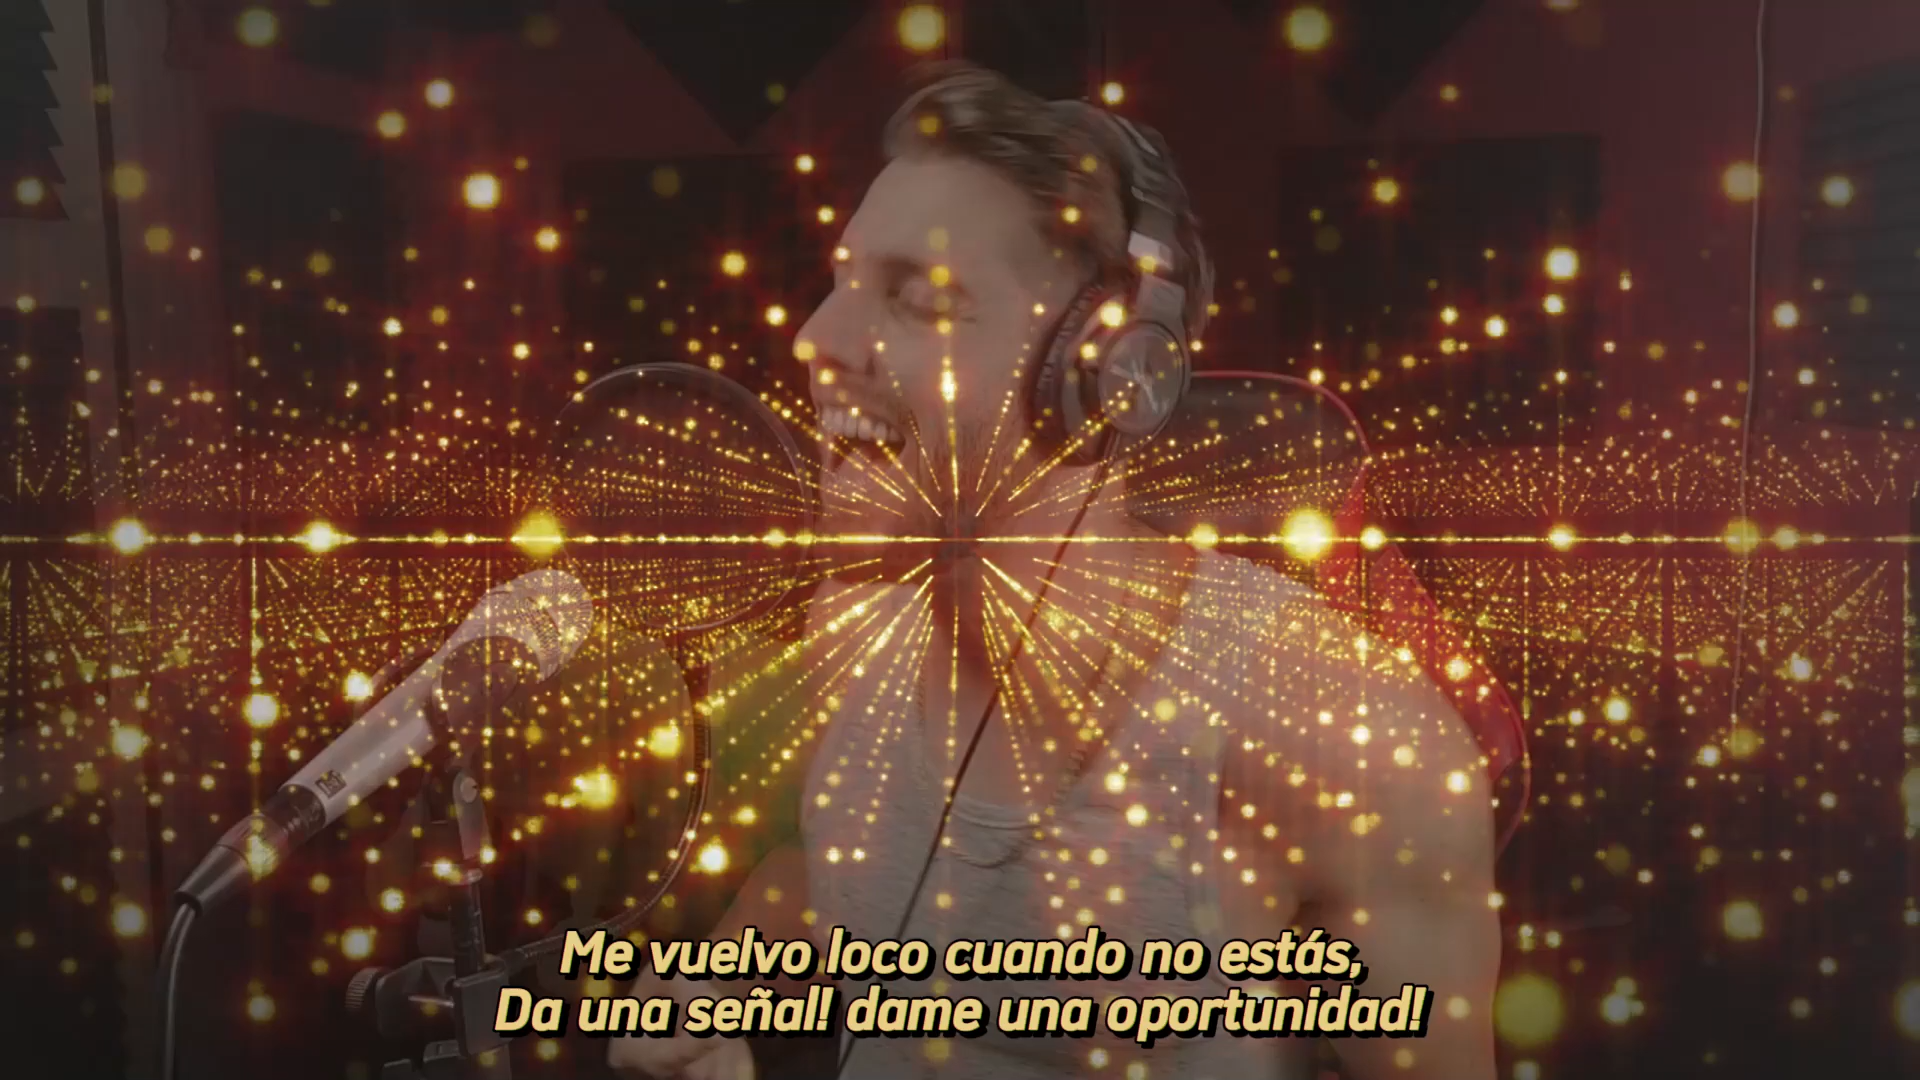 Me vuelvo loco cuando no estás,
Da una señal! dame una oportunidad!